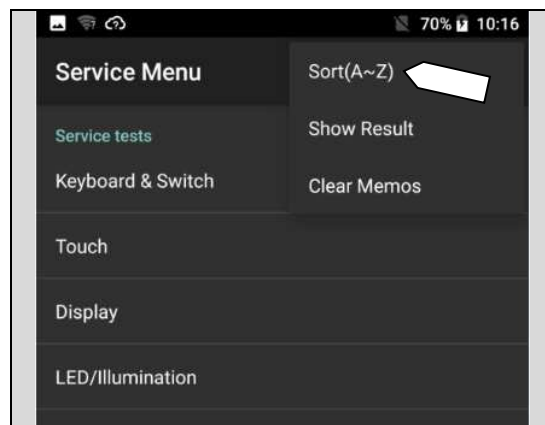 70% 10:16
Service Menu
Sort(A~Z)
Show Result
Clear Memos
Service tests
Keyboard & Switch
Touch
Display
LED/Illumination